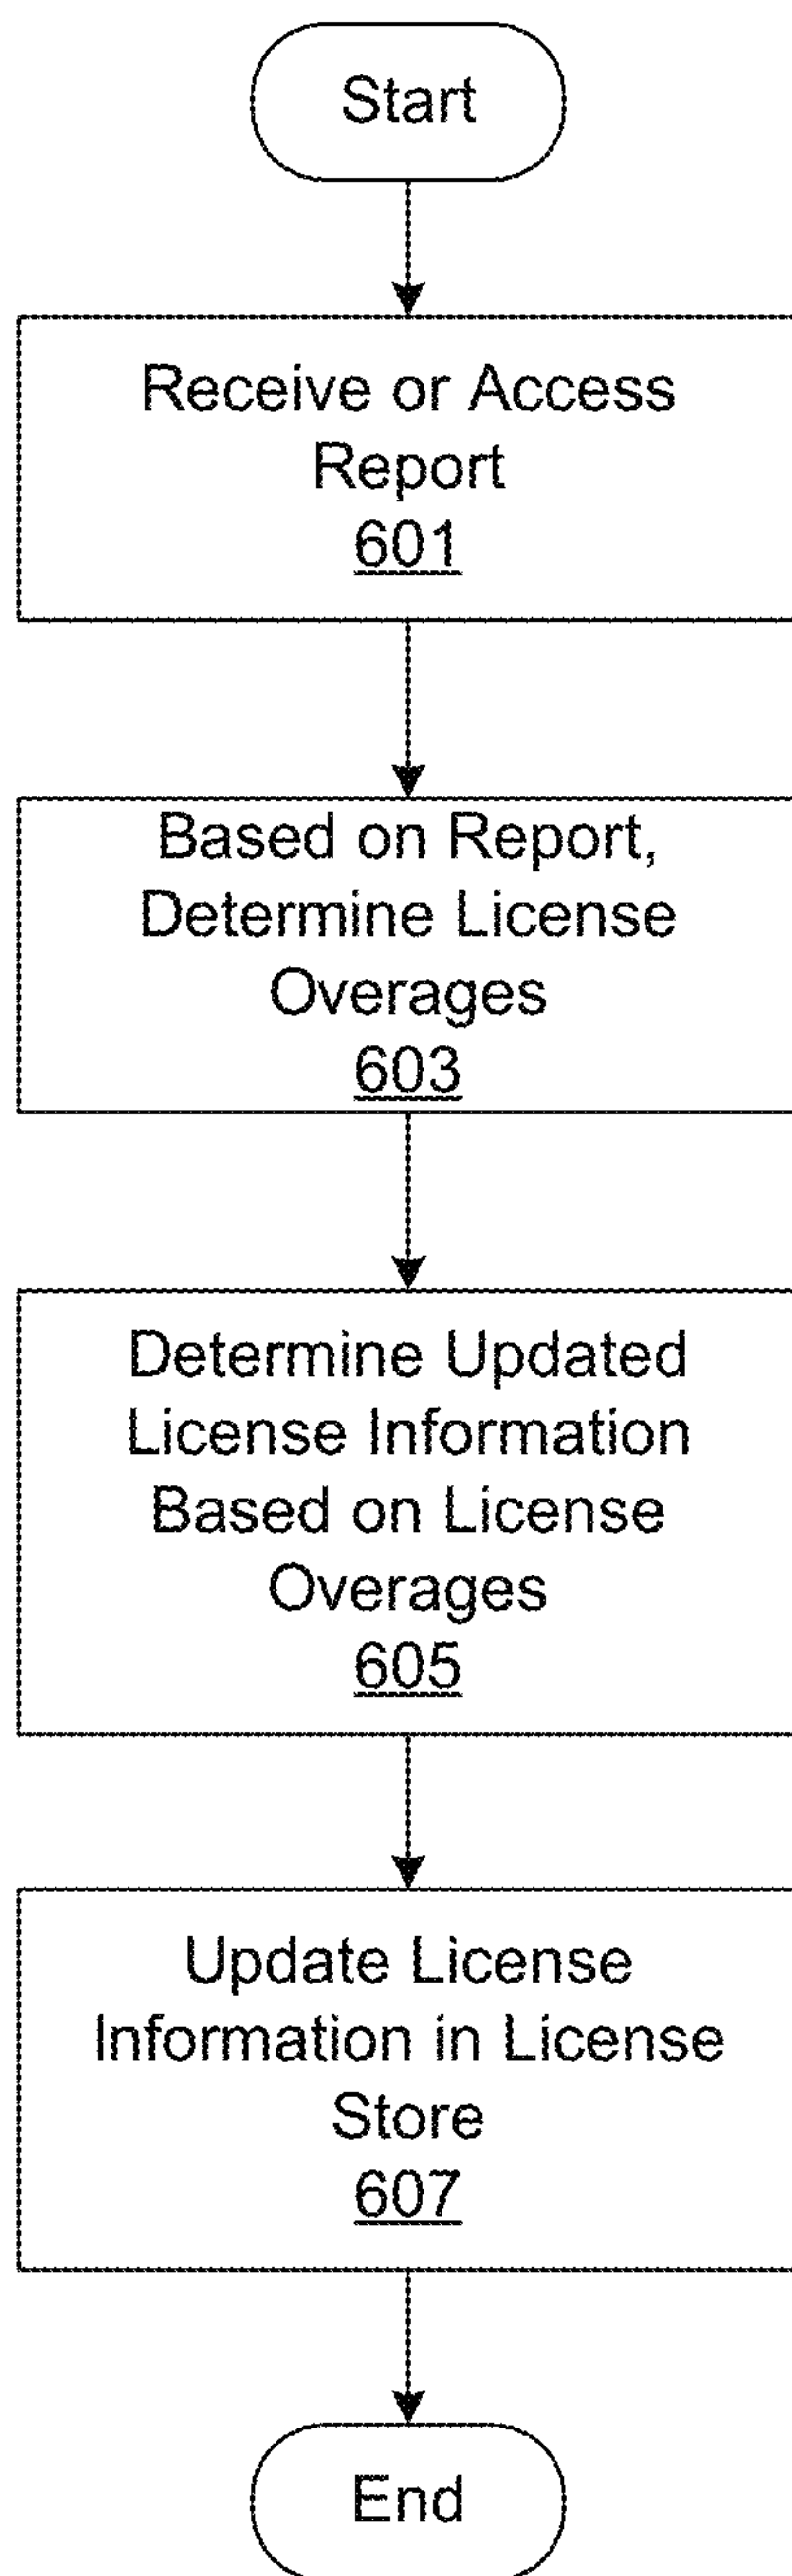 Start
Receive or Access
Report
601
Based on Report,
Determine License
Overages
603
Determine Updated
License Information
Based on License
Overages
605
Update License
Information in License
Store
607
End